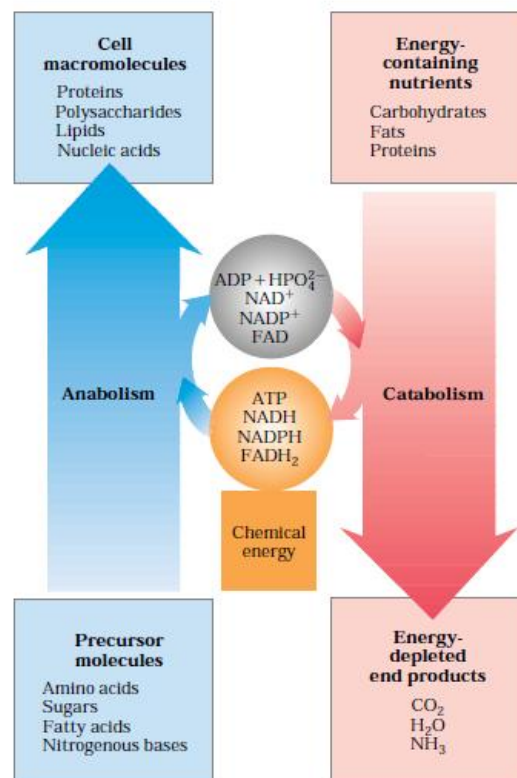 Cell
macromolecules
Proteins
Polysaccharides
Lipids
Nucleic acids
Energy-
containing
nutrients
Carbohydrates
Fats
Proteins
ADP + HPO₄²⁻
NAD⁺
NADP⁺
FAD
Anabolism
Catabolism
ATP
NADH
NADPH
FADH₂
Chemical
energy
Precursor
molecules
Amino acids
Sugars
Fatty acids
Nitrogenous bases
Energy-
depleted
end products
CO₂
H₂O
NH₃